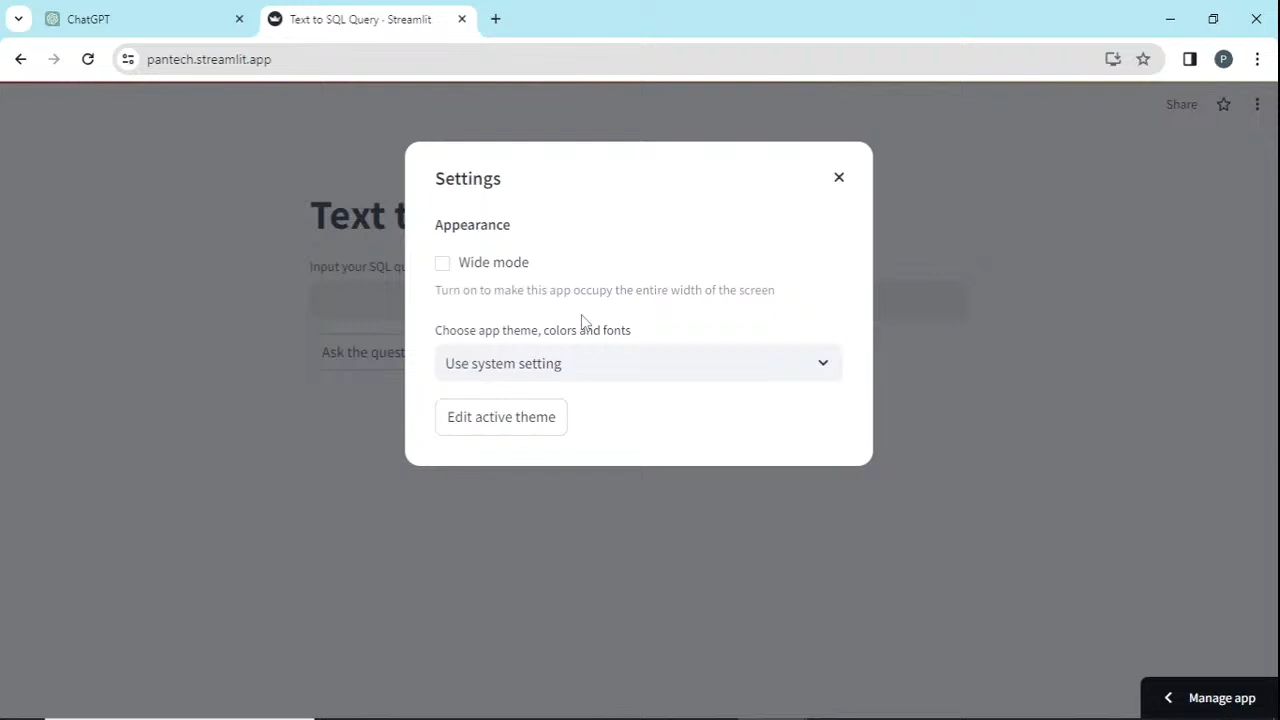 ChatGPT
Text to SQL Query · Streamlit
pantech.streamlit.app
P
Share
Settings
Text t
Appearance
Wide mode
Input your SQL qu
Turn on to make this app occupy the entire width of the screen
Choose app theme, colors and fonts
Ask the quest
Use system setting
Edit active theme
Manage app